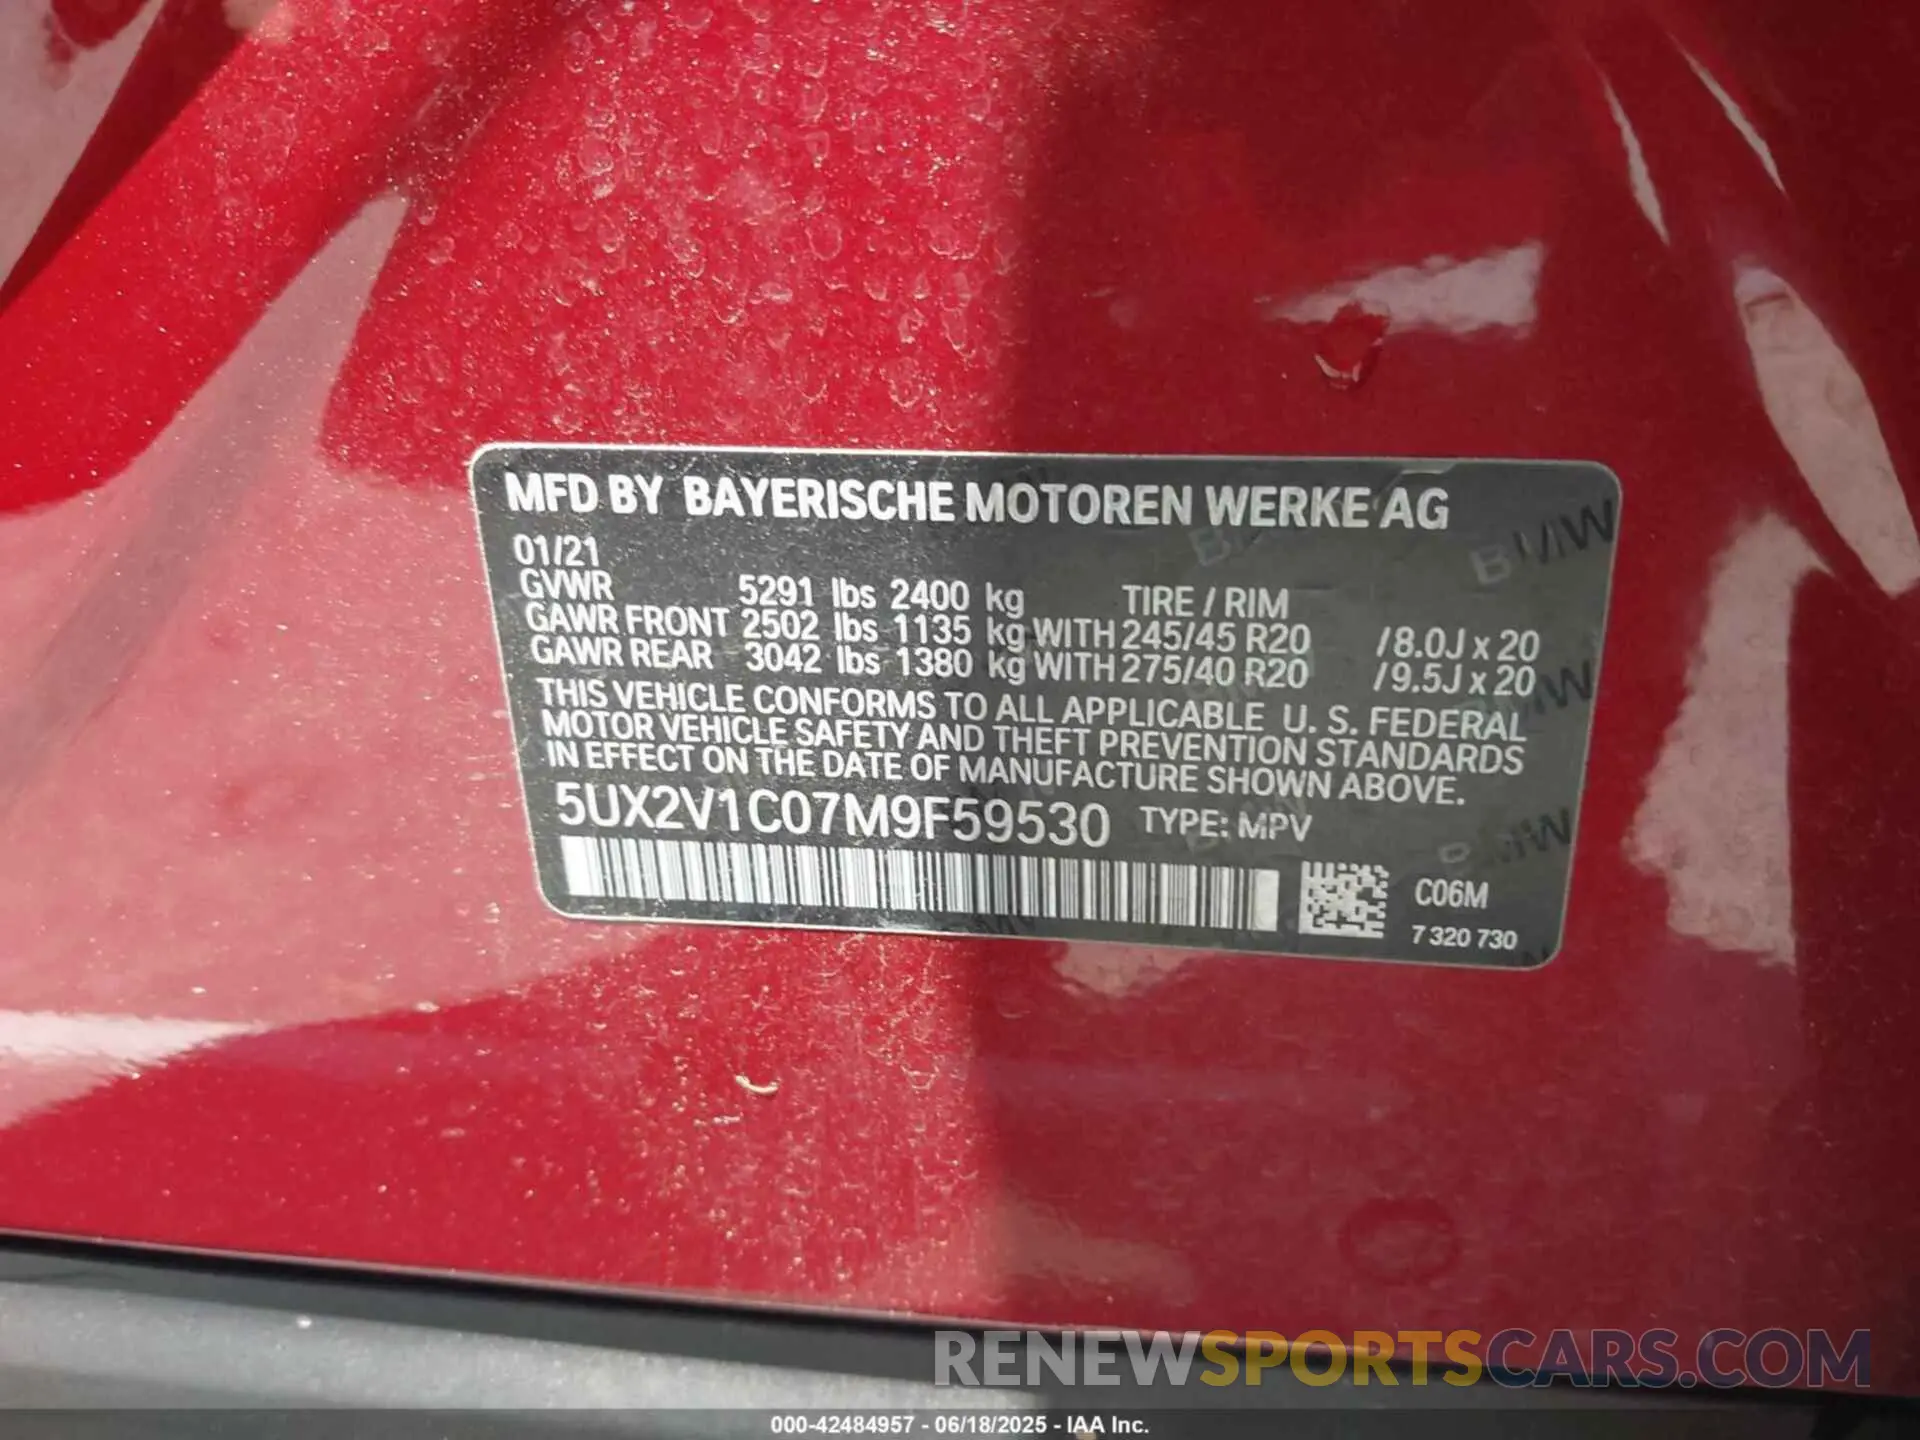 MFD BY BAYERISCHE MOTOREN WERKE AG
01/21
GVWR 5291 lbs 2400 kg TIRE / RIM
GAWR FRONT 2502 lbs 1135 kg WITH 245/45 R20 /8.0J x 20
GAWR REAR 3042 lbs 1380 kg WITH 275/40 R20 /9.5J x 20
THIS VEHICLE CONFORMS TO ALL APPLICABLE U. S. FEDERAL
MOTOR VEHICLE SAFETY AND THEFT PREVENTION STANDARDS
IN EFFECT ON THE DATE OF MANUFACTURE SHOWN ABOVE.
5UX2V1C07M9F59530 TYPE: MPV
C06M
7 320 730
BMW
BMW
BMW
RENEWSPORTSCARS.COM
000-42484957 - 06/18/2025 - IAA Inc.